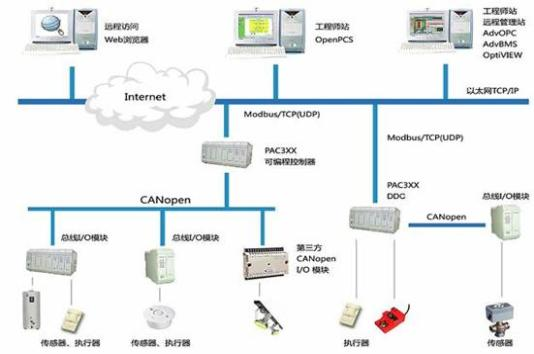 远程访问
Web浏览器
工程师站
OpenPCS
工程师站
远程管理站
AdvOPC
AdvBMS
OptiVIEW
Internet
以太网TCP/IP
Modbus/TCP(UDP)
Modbus/TCP(UDP)
PAC3XX
可编程控制器
PAC3XX
DDG
总线I/O模块
CANopen
CANopen
总线I/O模块
总线I/O模块
第三方
CANopen
I/O 模块
传感器、执行器
传感器、执行器
执行器
传感器